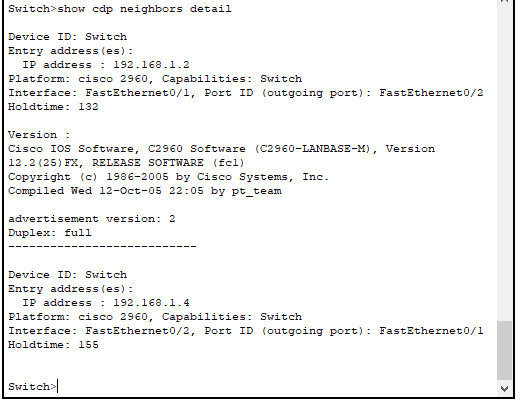 Switch>show cdp neighbors detail
Device ID: Switch
Entry address(es):
IP address : 192.168.1.2
Platform: cisco 2960, Capabilities: Switch
Interface: FastEthernet0/1, Port ID (outgoing port): FastEthernet0/2
Holdtime: 132
Version :
Cisco IOS Software, C2960 Software (C2960-LANBASE-M), Version
12.2(25)FX, RELEASE SOFTWARE (fc1)
Copyright (c) 1986-2005 by Cisco Systems, Inc.
Compiled Wed 12-Oct-05 22:05 by pt_team
advertisement version: 2
Duplex: full
---------------------------
Device ID: Switch
Entry address(es):
IP address : 192.168.1.4
Platform: cisco 2960, Capabilities: Switch
Interface: FastEthernet0/2, Port ID (outgoing port): FastEthernet0/1
Holdtime: 155
Switch>